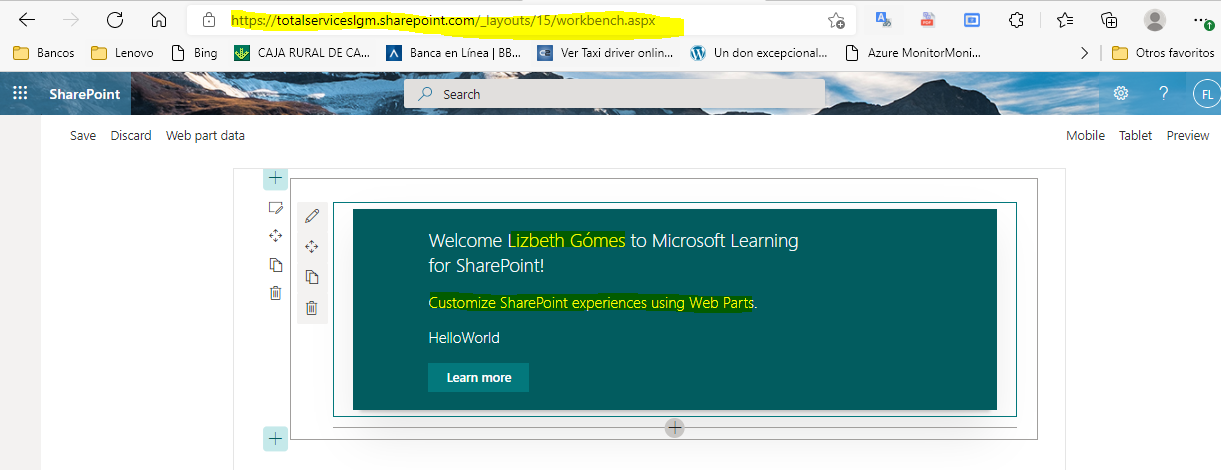 https://totalserviceslgm.sharepoint.com/_layouts/15/workbench.aspx
Bancos Lenovo Bing CAJA RURAL DE CA... Banca en Línea | BB... Ver Taxi driver onlin... Un don excepcional... Azure MonitorMoni... Otros favoritos
SharePoint Search ? FL
Save Discard Web part data Mobile Tablet Preview
Welcome Lizbeth Gómes to Microsoft Learning
for SharePoint!
Customize SharePoint experiences using Web Parts.
HelloWorld
Learn more